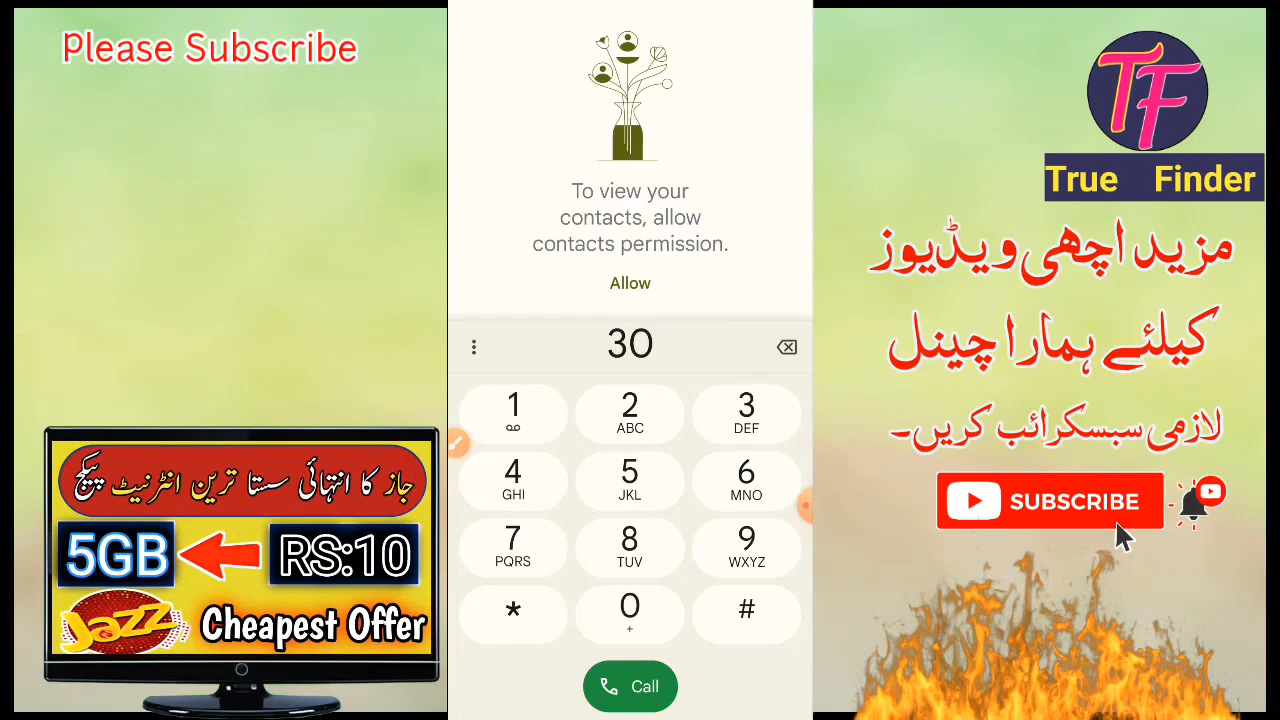 Please Subscribe
To view your
contacts, allow
contacts permission.
Allow
30
1
2
ABC
3
DEF
4
GHI
5
JKL
6
MNO
7
PQRS
8
TUV
9
WXYZ
*
0
+
#
Call
جاز کا انتہائی سستا ترین انٹرنیٹ پیکج
5GB
RS:10
Jazz
Cheapest Offer
TF
True Finder
مزید اچھی ویڈیوز
کیلئے ہمارا چینل
لازمی سبسکرائب کریں۔
SUBSCRIBE